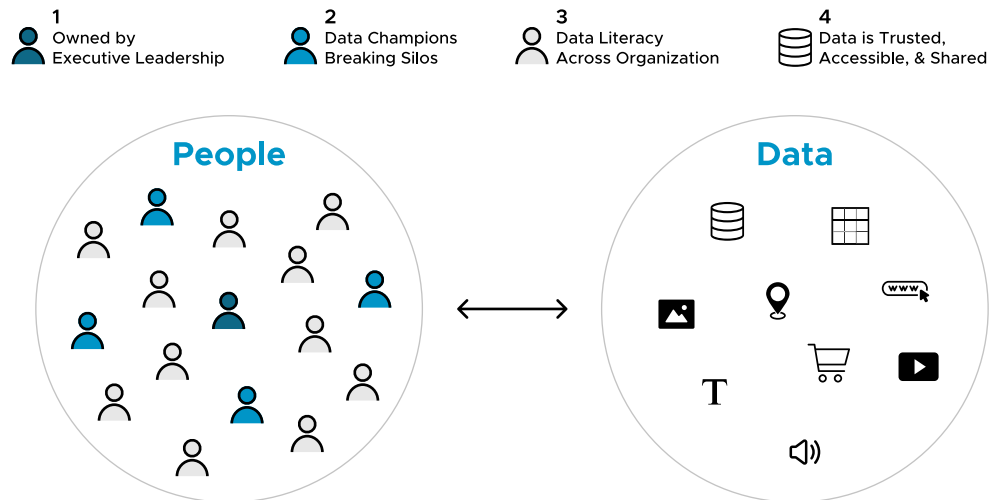 1
Owned by
Executive Leadership
2
Data Champions
Breaking Silos
3
Data Literacy
Across Organization
4
Data is Trusted,
Accessible, & Shared
People
Data
www
T